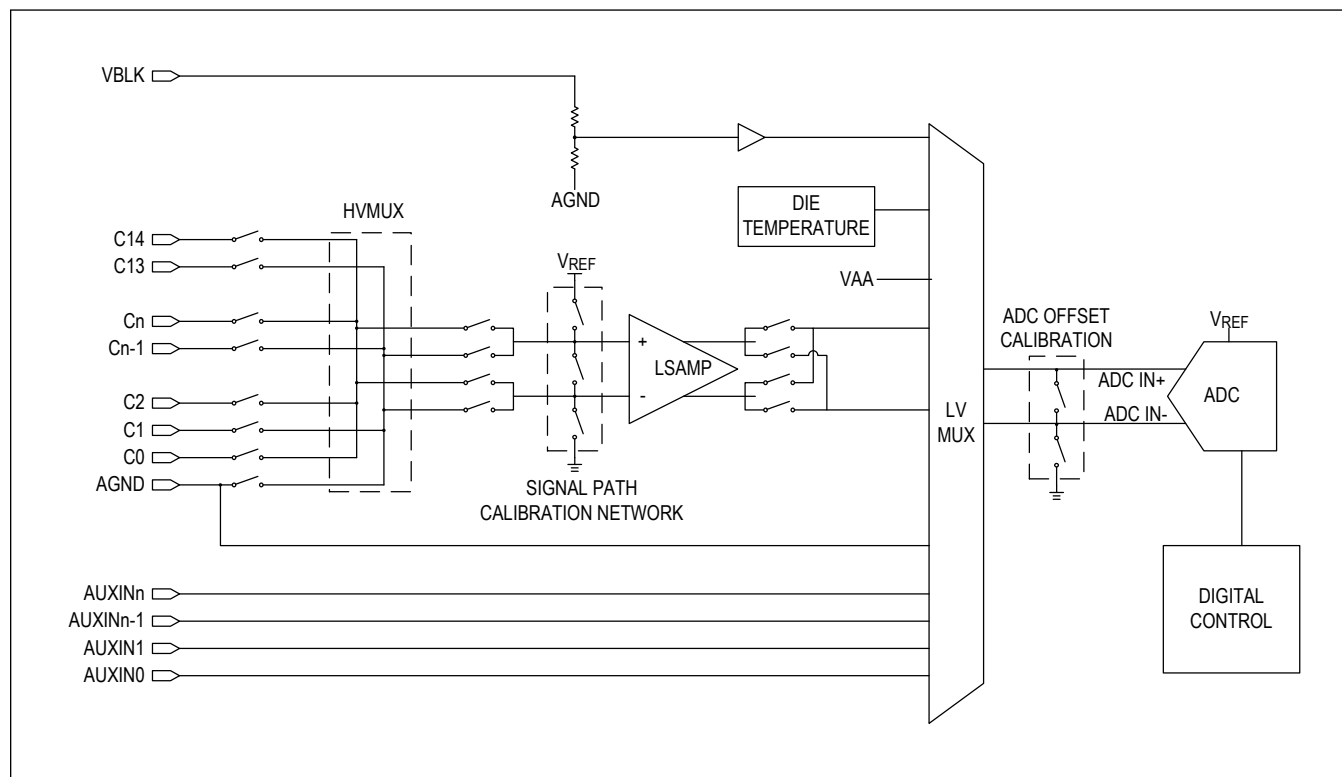 VBLK
AGND
DIE
TEMPERATURE
HVMUX
C14
C13
VREF
VAA
Cn
Cn-1
+
LSAMP
-
ADC OFFSET
CALIBRATION
VREF
ADC IN+
ADC
ADC IN-
LV
MUX
C2
C1
C0
AGND
SIGNAL PATH
CALIBRATION NETWORK
AUXINn
AUXINn-1
AUXIN1
AUXIN0
DIGITAL
CONTROL